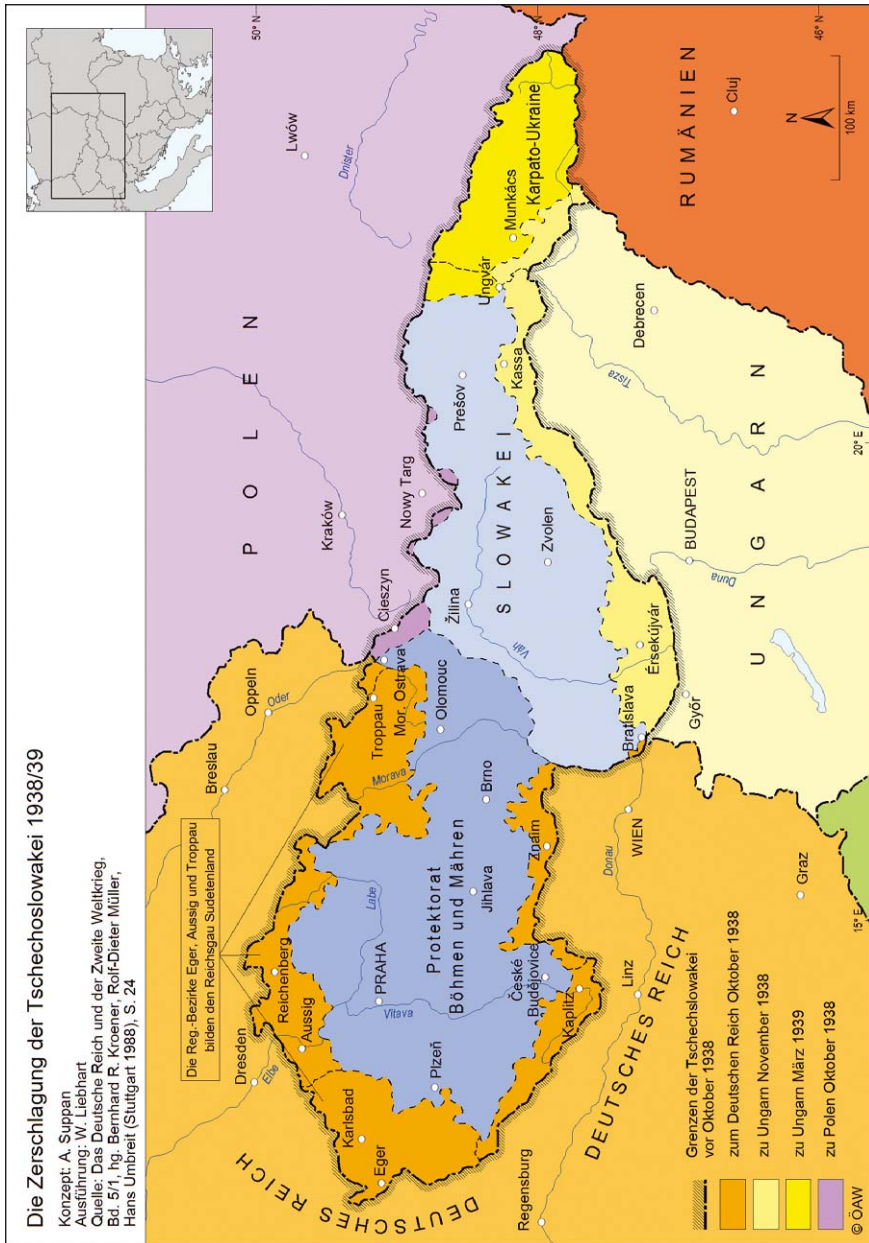 Die Zerschlagung der Tschechoslowakei 1938/39
Konzept: A. Suppan
Ausführung: W. Liebhart
Quelle: Das Deutsche Reich und der Zweite Weltkrieg,
Bd. 5/1, hg. Bernhard R. Kroener, Rolf-Dieter Müller,
Hans Umbreit (Stuttgart 1988), S. 24
Die Reg.-Bezirke Eger, Aussig und Troppau
bilden den Reichsgau Sudetenland
POLEN
50° N
Breslau
Oppeln
Oder
Kraków
Lwów
Dnister
Dresden
Elbe
Reichenberg
Aussig
Karlsbad
Eger
DEUTSCHES REICH
Labe
PRAHA
Vltava
Plzeň
Protektorat
Böhmen und Mähren
Jihlava
Brno
Morava
Troppau
Mor. Ostrava
Olomouc
Cieszyn
Nowy Targ
Žilina
Prešov
SLOWAKEI
Váh
Zvolen
Kassa
Ungvár
Munkács
Karpato-Ukraine
48° N
České
Budějovice
Kaplitz
Znaim
Bratislava
Érsekújvár
Regensburg
DEUTSCHES REICH
Linz
Donau
WIEN
Győr
BUDAPEST
Duna
Debrecen
Tisza
UNGARN
RUMÄNIEN
Cluj
Graz
15° E
20° E
46° N
N
100 km
Grenzen der Tschechslowakei
vor Oktober 1938
zum Deutschen Reich Oktober 1938
zu Ungarn November 1938
zu Ungarn März 1939
zu Polen Oktober 1938
© ÖAW